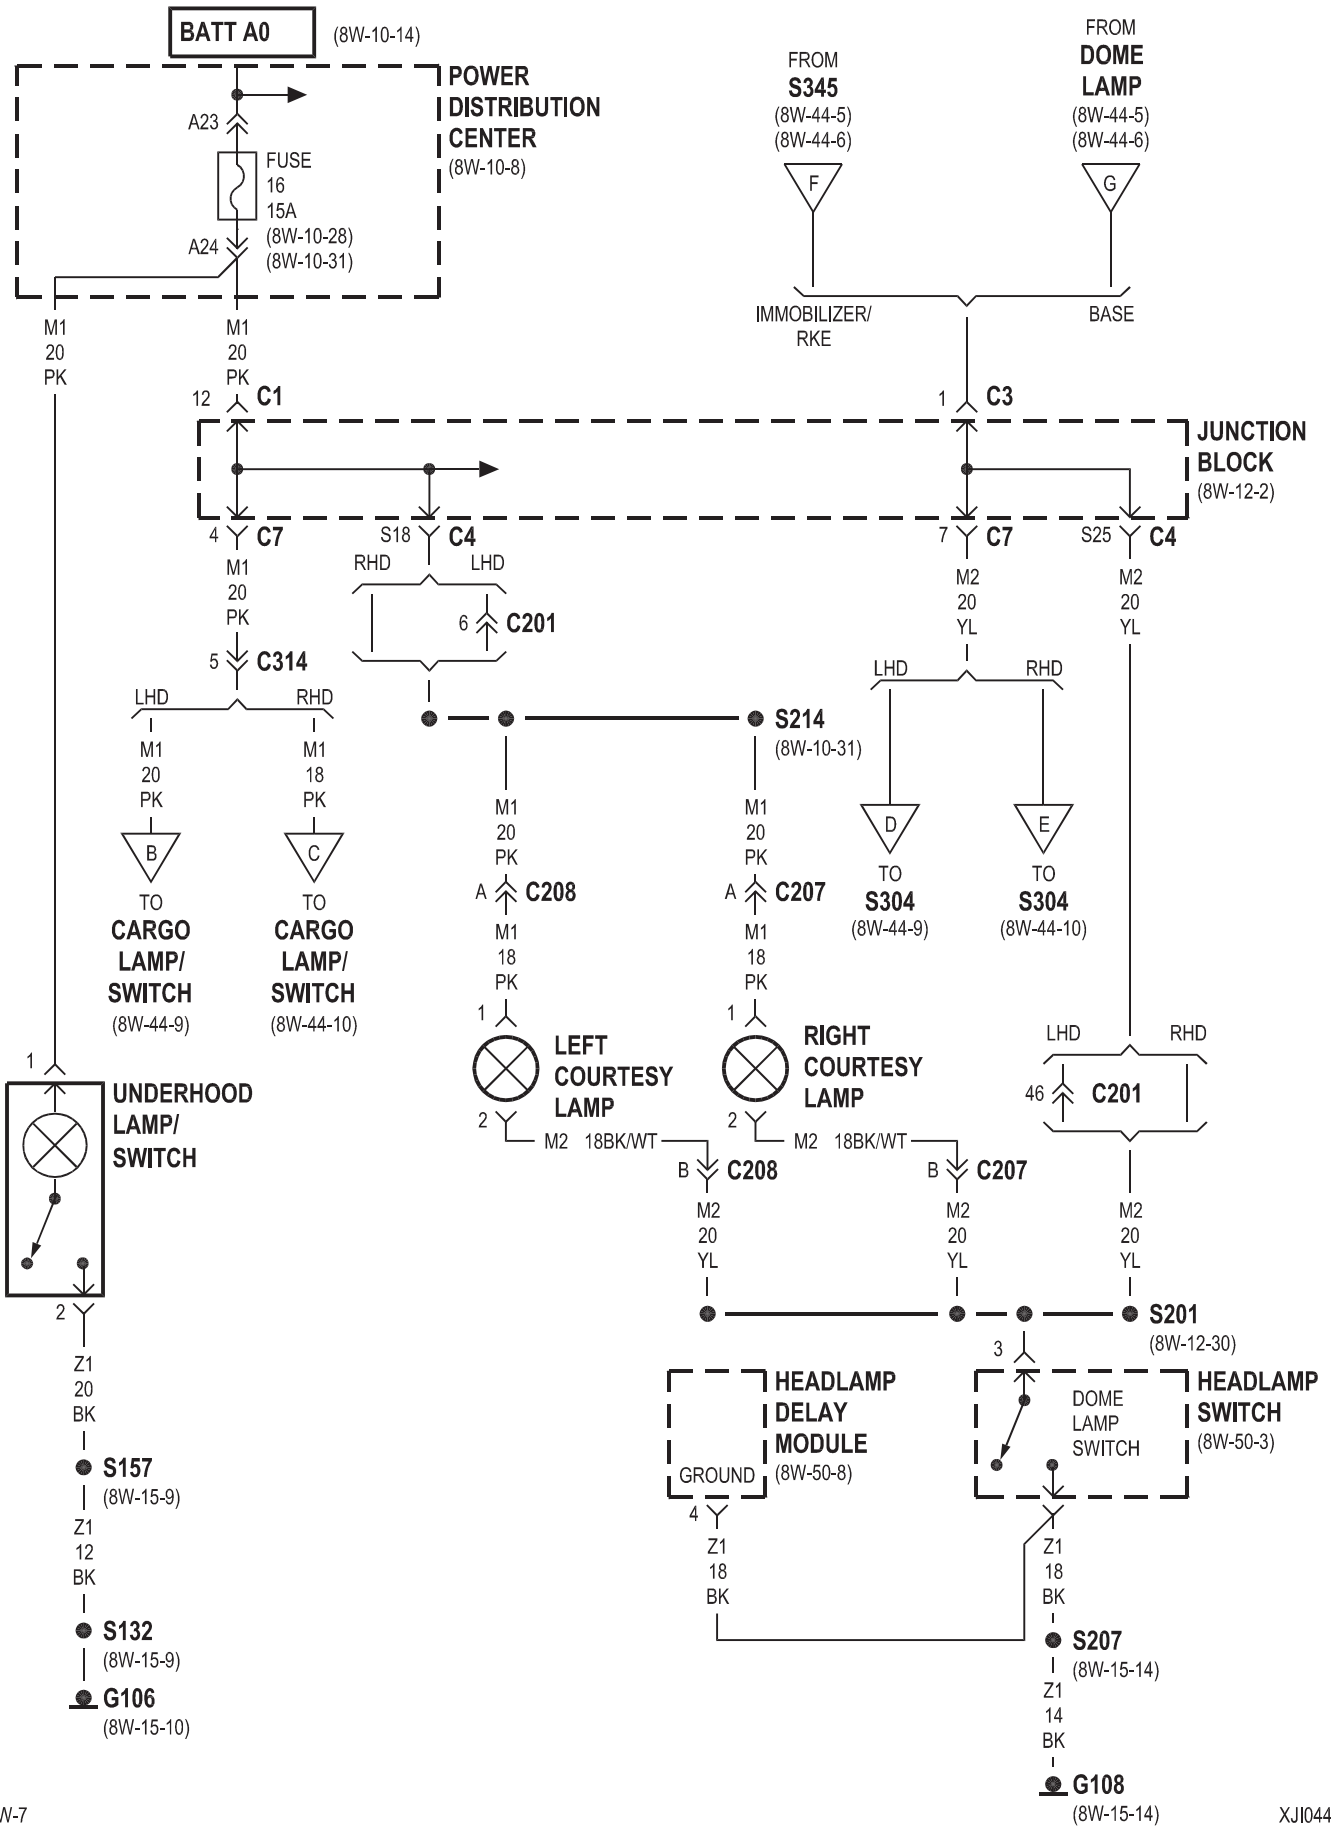 BATT A0
(8W-10-14)
POWER
DISTRIBUTION
CENTER
(8W-10-8)
A23
FUSE
16
15A
(8W-10-28)
(8W-10-31)
A24
FROM
S345
(8W-44-5)
(8W-44-6)
F
FROM
DOME
LAMP
(8W-44-5)
(8W-44-6)
G
IMMOBILIZER/
RKE
BASE
M1
20
PK
M1
20
PK
12
C1
1
C3
JUNCTION
BLOCK
(8W-12-2)
4
C7
S18
C4
7
C7
S25
C4
M1
20
PK
RHD
LHD
6
C201
5
C314
LHD
RHD
M1
20
PK
M1
18
PK
B
C
TO
CARGO
LAMP/
SWITCH
(8W-44-9)
TO
CARGO
LAMP/
SWITCH
(8W-44-10)
S214
(8W-10-31)
M1
20
PK
M1
20
PK
A
C208
A
C207
M1
18
PK
M1
18
PK
M2
20
YL
M2
20
YL
LHD
RHD
D
E
TO
S304
(8W-44-9)
TO
S304
(8W-44-10)
1
LEFT
COURTESY
LAMP
2
1
RIGHT
COURTESY
LAMP
2
LHD
RHD
46
C201
M2 18BK/WT
B
C208
M2 18BK/WT
B
C207
M2
20
YL
M2
20
YL
M2
20
YL
1
UNDERHOOD
LAMP/
SWITCH
2
Z1
20
BK
S157
(8W-15-9)
Z1
12
BK
S132
(8W-15-9)
G106
(8W-15-10)
S201
(8W-12-30)
3
HEADLAMP
DELAY
MODULE
(8W-50-8)
GROUND
4
DOME
LAMP
SWITCH
HEADLAMP
SWITCH
(8W-50-3)
Z1
18
BK
Z1
18
BK
S207
(8W-15-14)
Z1
14
BK
G108
(8W-15-14)
W-7
XJI044